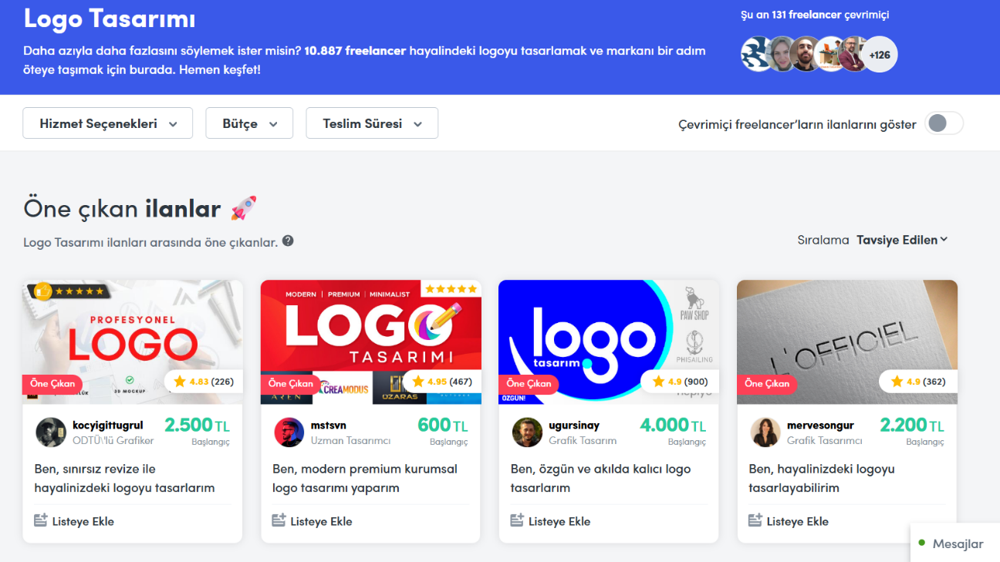 Logo Tasarımı
Şu an 131 freelancer çevrimiçi
Daha azıyla daha fazlasını söylemek ister misin? 10.887 freelancer hayalindeki logoyu tasarlamak ve markanı bir adım
öteye taşımak için burada. Hemen keşfet!
+126
Hizmet Seçenekleri
Bütçe
Teslim Süresi
Çevrimiçi freelancer'ların ilanlarını göster
Öne çıkan ilanlar 🚀
Logo Tasarımı ilanları arasında öne çıkanlar.
Sıralama Tavsiye Edilen
PROFESYONEL
LOGO
3D MOCKUP
Öne Çıkan
4.83 (226)
kocyigittugrul
ODTÜ\'lü Grafiker
2.500 TL
Başlangıç
Ben, sınırsız revize ile
hayalinizdeki logoyu tasarlarım
Listeye Ekle
MODERN | PREMIUM | MINIMALIST
LOGO
TASARIMI
CREAMODUS
OZARAS
Öne Çıkan
4.95 (467)
mstsvn
Uzman Tasarımcı
600 TL
Başlangıç
Ben, modern premium kurumsal
logo tasarımı yaparım
Listeye Ekle
logo
tasarım
PAW SHOP
PHISAILING
ÖZGÜN!
Öne Çıkan
4.9 (900)
ugursinay
Grafik Tasarım
4.000 TL
Başlangıç
Ben, özgün ve akılda kalıcı logo
tasarlarım
Listeye Ekle
L'OFFICIEL
Öne Çıkan
4.9 (362)
mervesongur
Grafik Tasarımcı
2.200 TL
Başlangıç
Ben, hayalinizdeki logoyu
tasarlayabilirim
Listeye Ekle
Mesajlar